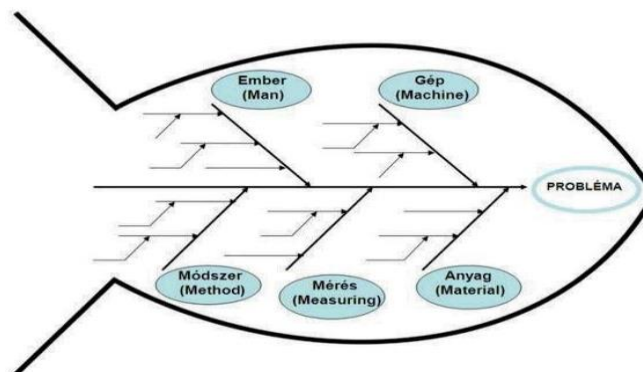 Ember
(Man)
Gép
(Machine)
PROBLÉMA
Módszer
(Method)
Mérés
(Measuring)
Anyag
(Material)